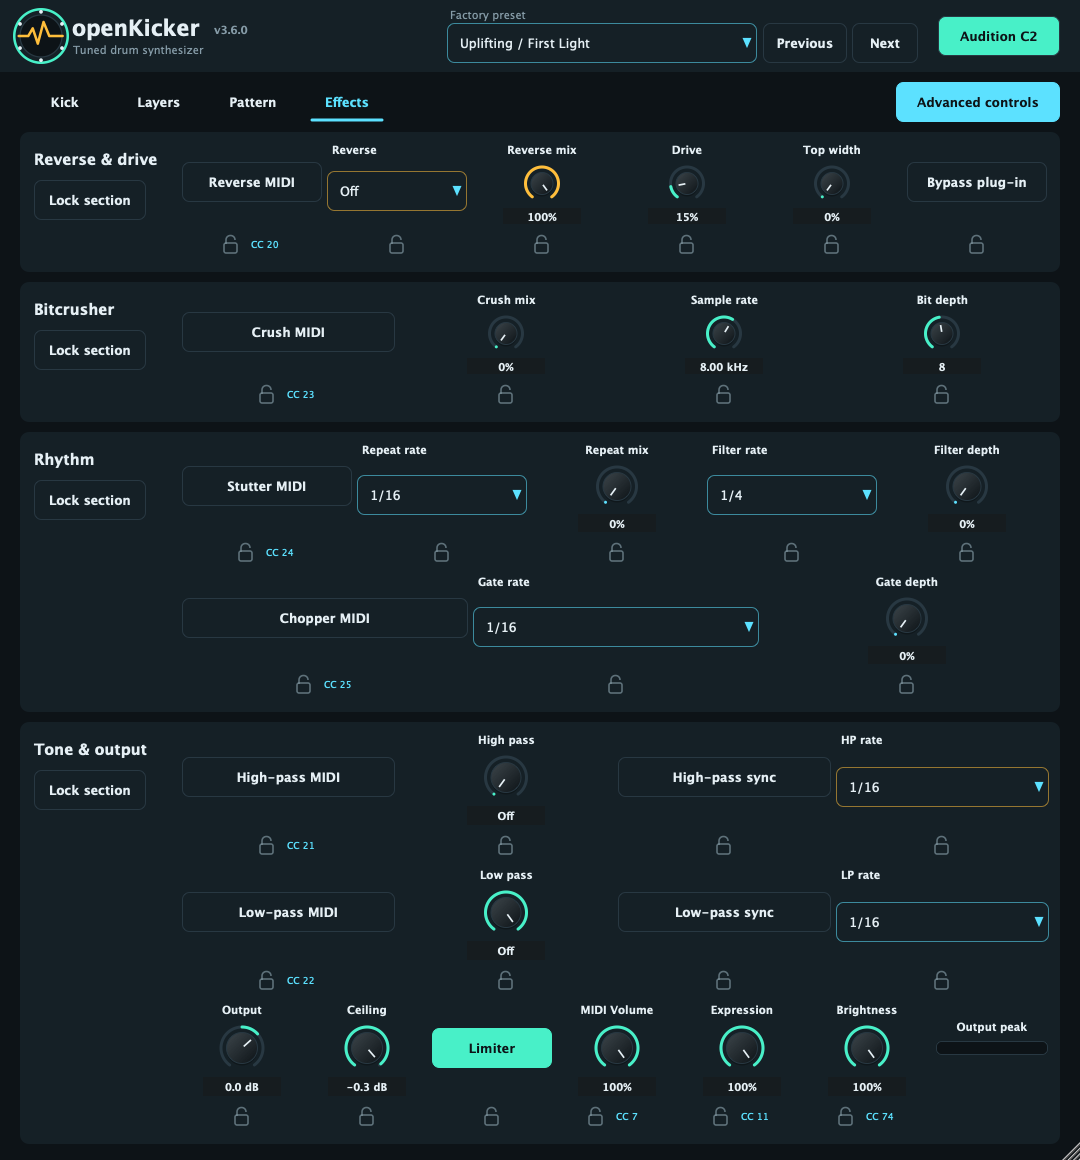 openKicker v3.6.0
Tuned drum synthesizer
Factory preset
Uplifting / First Light
Previous
Next
Audition C2
Kick
Layers
Pattern
Effects
Advanced controls
Reverse & drive
Lock section
Reverse MIDI
Reverse
Off
Reverse mix
100%
Drive
15%
Top width
0%
Bypass plug-in
CC 20
Bitcrusher
Lock section
Crush MIDI
Crush mix
0%
Sample rate
8.00 kHz
Bit depth
8
CC 23
Rhythm
Lock section
Stutter MIDI
Repeat rate
1/16
Repeat mix
0%
Filter rate
1/4
Filter depth
0%
CC 24
Chopper MIDI
Gate rate
1/16
Gate depth
0%
CC 25
Tone & output
Lock section
High-pass MIDI
High pass
Off
High-pass sync
HP rate
1/16
CC 21
Low-pass MIDI
Low pass
Off
Low-pass sync
LP rate
1/16
CC 22
Output
0.0 dB
Ceiling
-0.3 dB
Limiter
MIDI Volume
100%
Expression
100%
Brightness
100%
Output peak
CC 7
CC 11
CC 74